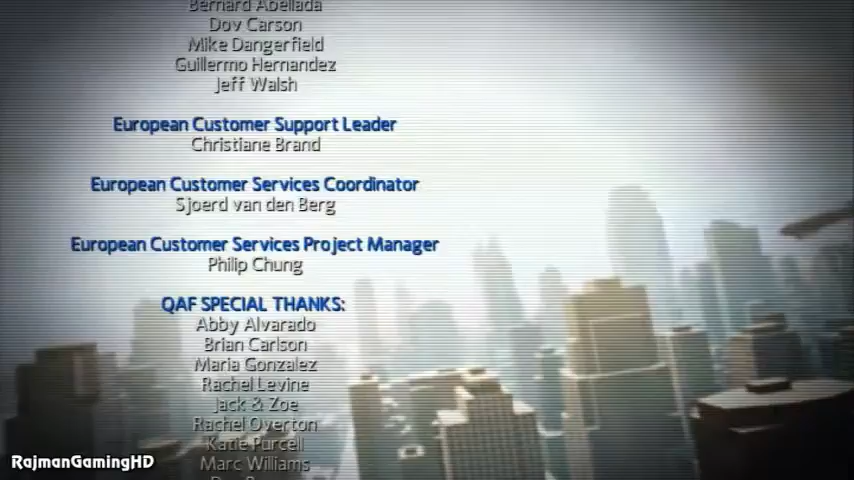 Bernard Abellada
Dov Carson
Mike Dangerfield
Guillermo Hernandez
Jeff Walsh
European Customer Support Leader
Christiane Brand
European Customer Services Coordinator
Sjoerd van den Berg
European Customer Services Project Manager
Philip Chung
QAF SPECIAL THANKS:
Abby Alvarado
Brian Carlson
Maria Gonzalez
Rachel Levine
Jack & Zoe
Rachel Overton
Katie Purcell
Marc Williams
RajmanGamingHD